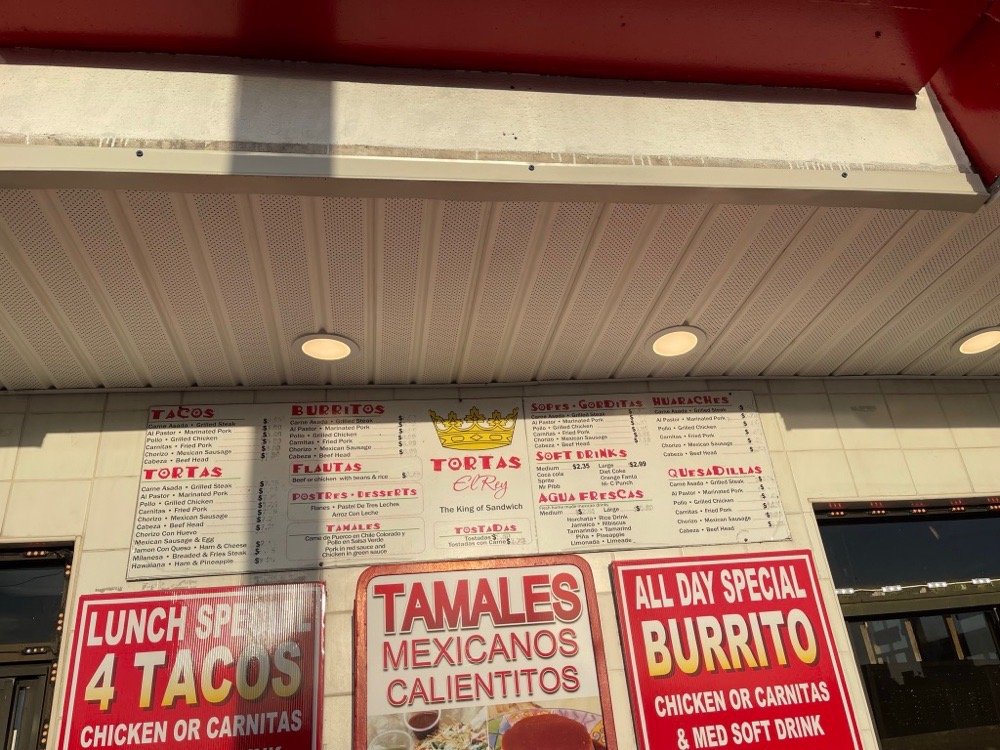 TACOS
Carne Asada • Grilled Steak $
Al Pastor • Marinated Pork $
Pollo • Grilled Chicken $
Carnitas • Fried Pork $
Chorizo • Mexican Sausage $
Cabeza • Beef Head $
TORTAS
Carne Asada • Grilled Steak $
Al Pastor • Marinated Pork $
Pollo • Grilled Chicken $
Carnitas • Fried Pork $
Chorizo • Mexican Sausage $
Cabeza • Beef Head $
Chorizo Con Huevo
Mexican Sausage & Egg $
Jamon Con Queso • Ham & Cheese $
Milanesa • Breaded & Fries Steak $
Hawaiana • Ham & Pineapple $
BURRITOS
Carne Asada • Grilled Steak $
Al Pastor • Marinated Pork $
Pollo • Grilled Chicken $
Carnitas • Fried Pork $
Chorizo • Mexican Sausage $
Cabeza • Beef Head $
FLAUTAS
Beef or chicken with beans & rice $
POSTRES • DESSERTS
Flanes • Pastel De Tres Leches
Arroz Con Leche
TAMALES
Carne de Puerco en Chile Colorado y
Pollo en Salsa Verde
Pork in red sauce and
Chicken in green sauce
TORTAS
El Rey
The King of Sandwich
TOSTADAS
Tostadas
Tostadas con Carne
SOPES • GORDITAS
Carne Asada • Grilled Steak $
Al Pastor • Marinated Pork $
Pollo • Grilled Chicken $
Carnitas • Fried Pork $
Chorizo • Mexican Sausage $
Cabeza • Beef Head $
SOFT DRINKS
Medium $2.35 Large $2.99
Coca cola Diet Coke
Sprite Orange Fanta
Mr Pibb Hi-C Punch
AGUA FRESCAS
Medium Large
Horchata • Rice Drink
Jamaica • Hibiscus
Tamarindo • Tamarind
Piña • Pineapple
Limonada • Limeade
HUARACHES
Carne Asada • Grilled Steak $
Al Pastor • Marinated Pork $
Pollo • Grilled Chicken $
Carnitas • Fried Pork $
Chorizo • Mexican Sausage $
Cabeza • Beef Head $
QUESADILLAS
Carne Asada • Grilled Steak $
Al Pastor • Marinated Pork $
Pollo • Grilled Chicken $
Carnitas • Fried Pork $
Chorizo • Mexican Sausage $
Cabeza • Beef Head $
LUNCH SPECIAL
4 TACOS
CHICKEN OR CARNITAS
DRINK
TAMALES
MEXICANOS
CALIENTITOS
ALL DAY SPECIAL
BURRITO
CHICKEN OR CARNITAS
& MED SOFT DRINK